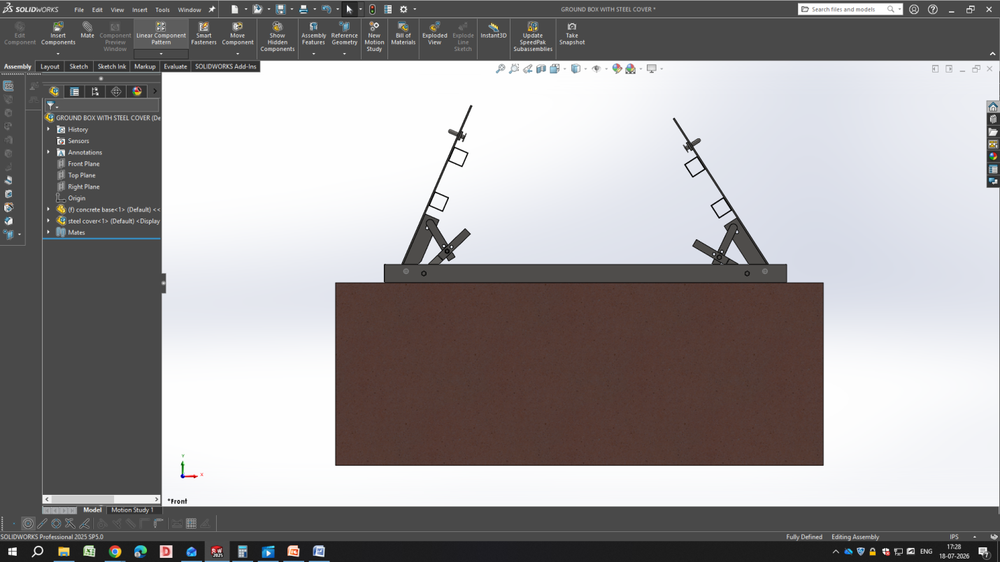 SOLIDWORKS File Edit View Insert Tools Window
GROUND BOX WITH STEEL COVER *
Search files and models
Edit Component
Insert Components
Mate
Component Preview Window
Linear Component Pattern
Smart Fasteners
Move Component
Show Hidden Components
Assembly Features
Reference Geometry
New Motion Study
Bill of Materials
Exploded View
Explode Line Sketch
Instant3D
Update SpeedPak Subassemblies
Take Snapshot
Assembly Layout Sketch Sketch Ink Markup Evaluate SOLIDWORKS Add-Ins
GROUND BOX WITH STEEL COVER (De
History
Sensors
Annotations
Front Plane
Top Plane
Right Plane
Origin
(f) concrete base<1> (Default) <<
steel cover<1> (Default) <Display
Mates
Y
X
*Front
Model Motion Study 1
SOLIDWORKS Professional 2025 SP5.0
Fully Defined Editing Assembly IPS
ENG
17:28
18-07-2026